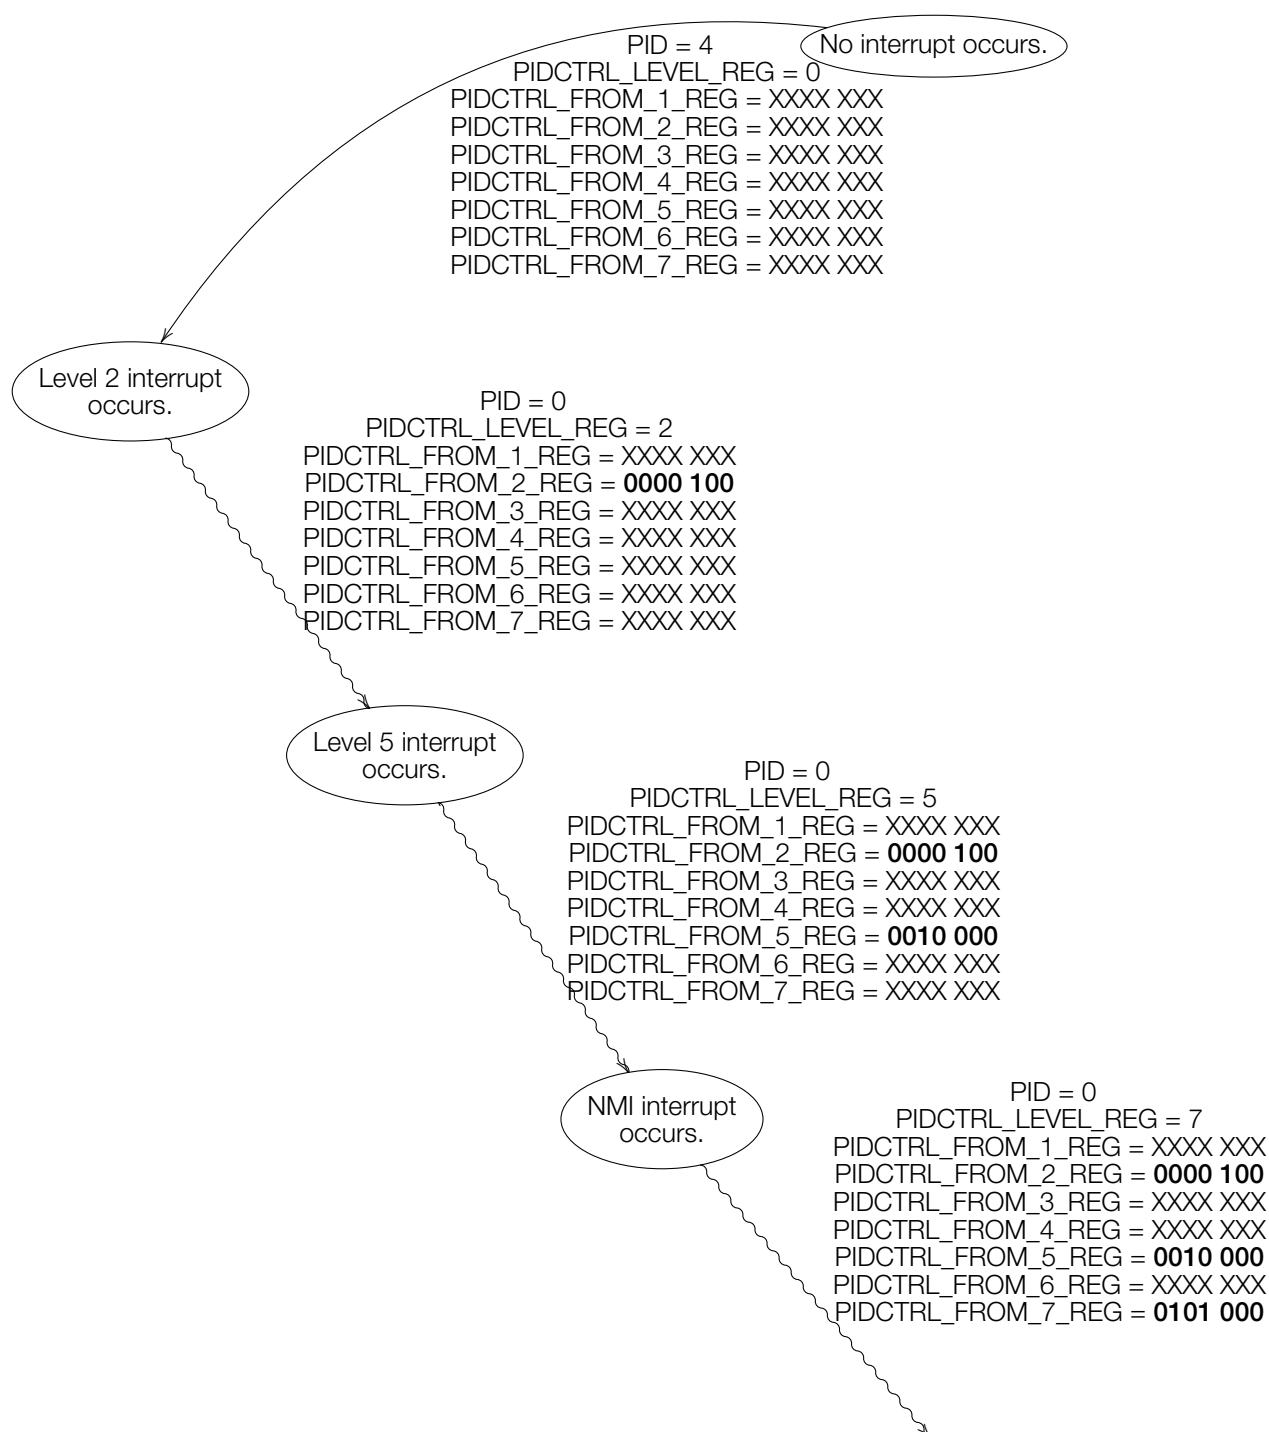 No interrupt occurs.
PID = 4
PIDCTRL_LEVEL_REG = 0
PIDCTRL_FROM_1_REG = XXXX XXX
PIDCTRL_FROM_2_REG = XXXX XXX
PIDCTRL_FROM_3_REG = XXXX XXX
PIDCTRL_FROM_4_REG = XXXX XXX
PIDCTRL_FROM_5_REG = XXXX XXX
PIDCTRL_FROM_6_REG = XXXX XXX
PIDCTRL_FROM_7_REG = XXXX XXX
Level 2 interrupt
occurs.
PID = 0
PIDCTRL_LEVEL_REG = 2
PIDCTRL_FROM_1_REG = XXXX XXX
PIDCTRL_FROM_2_REG = 0000 100
PIDCTRL_FROM_3_REG = XXXX XXX
PIDCTRL_FROM_4_REG = XXXX XXX
PIDCTRL_FROM_5_REG = XXXX XXX
PIDCTRL_FROM_6_REG = XXXX XXX
PIDCTRL_FROM_7_REG = XXXX XXX
Level 5 interrupt
occurs.
PID = 0
PIDCTRL_LEVEL_REG = 5
PIDCTRL_FROM_1_REG = XXXX XXX
PIDCTRL_FROM_2_REG = 0000 100
PIDCTRL_FROM_3_REG = XXXX XXX
PIDCTRL_FROM_4_REG = XXXX XXX
PIDCTRL_FROM_5_REG = 0010 000
PIDCTRL_FROM_6_REG = XXXX XXX
PIDCTRL_FROM_7_REG = XXXX XXX
NMI interrupt
occurs.
PID = 0
PIDCTRL_LEVEL_REG = 7
PIDCTRL_FROM_1_REG = XXXX XXX
PIDCTRL_FROM_2_REG = 0000 100
PIDCTRL_FROM_3_REG = XXXX XXX
PIDCTRL_FROM_4_REG = XXXX XXX
PIDCTRL_FROM_5_REG = 0010 000
PIDCTRL_FROM_6_REG = XXXX XXX
PIDCTRL_FROM_7_REG = 0101 000